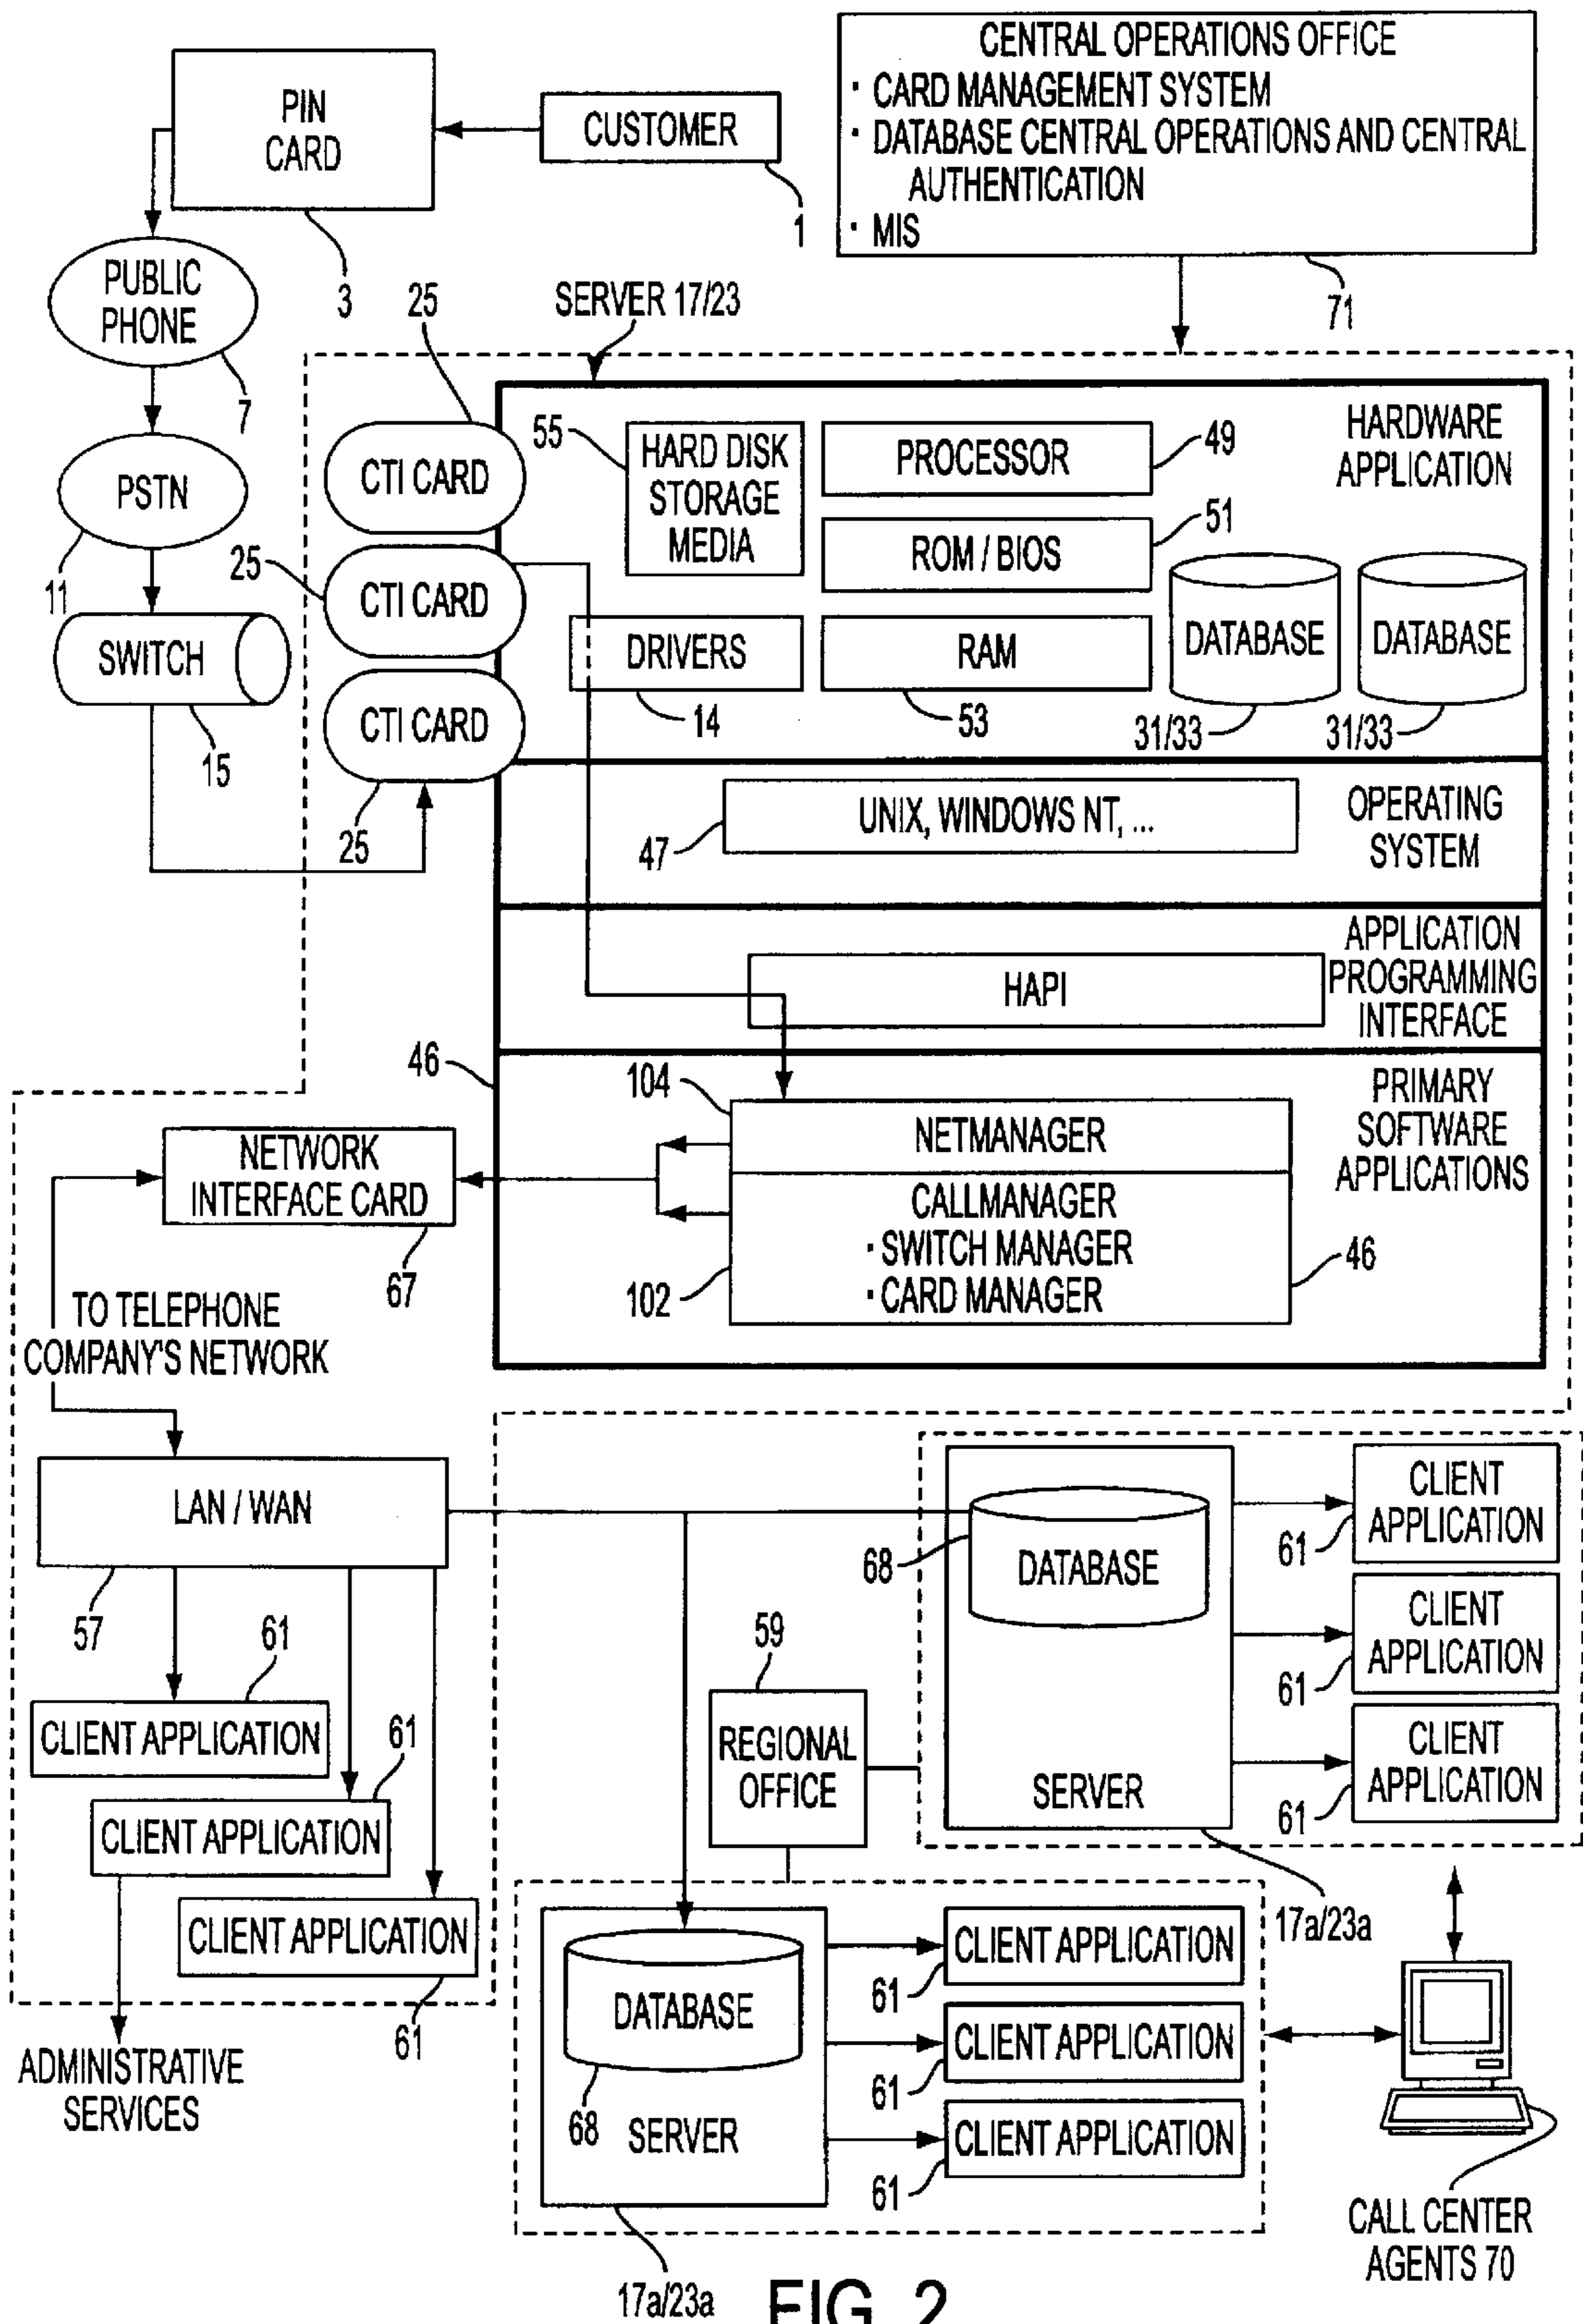 CENTRAL OPERATIONS OFFICE
· CARD MANAGEMENT SYSTEM
· DATABASE CENTRAL OPERATIONS AND CENTRAL
AUTHENTICATION
· MIS
71
PIN
CARD
3
CUSTOMER
1
PUBLIC
PHONE
7
PSTN
11
SWITCH
15
SERVER 17/23
25
CTI CARD
25
CTI CARD
CTI CARD
25
HARDWARE
APPLICATION
55
HARD DISK
STORAGE
MEDIA
PROCESSOR
49
ROM / BIOS
51
DRIVERS
14
RAM
53
DATABASE
31/33
DATABASE
31/33
UNIX, WINDOWS NT, ...
47
OPERATING
SYSTEM
HAPI
APPLICATION
PROGRAMMING
INTERFACE
46
104
NETMANAGER
CALLMANAGER
· SWITCH MANAGER
· CARD MANAGER
102
46
PRIMARY
SOFTWARE
APPLICATIONS
NETWORK
INTERFACE CARD
67
TO TELEPHONE
COMPANY'S NETWORK
LAN / WAN
57
61
CLIENT APPLICATION
61
CLIENT APPLICATION
CLIENT APPLICATION
61
ADMINISTRATIVE
SERVICES
68
DATABASE
SERVER
17a/23a
CLIENT
APPLICATION
61
CLIENT
APPLICATION
61
CLIENT
APPLICATION
61
59
REGIONAL
OFFICE
DATABASE
68
SERVER
17a/23a
CLIENT APPLICATION
61
CLIENT APPLICATION
61
CLIENT APPLICATION
61
CALL CENTER
AGENTS 70
FIG. 2